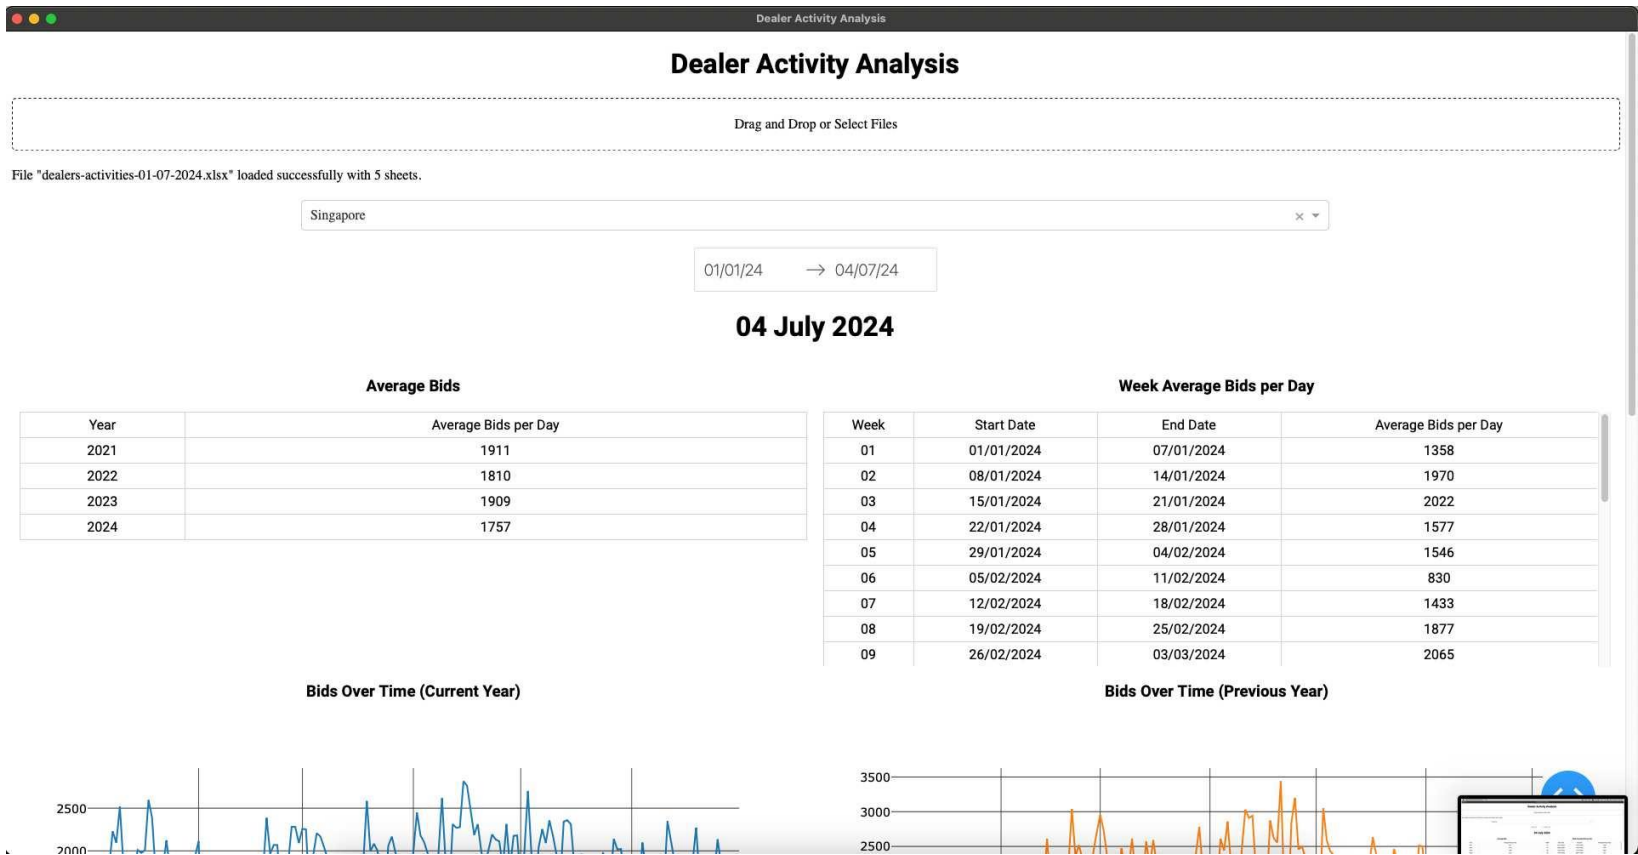 Dealer Activity Analysis
Dealer Activity Analysis
Drag and Drop or Select Files
File "dealers-activities-01-07-2024.xlsx" loaded successfully with 5 sheets.
Singapore × 
01/01/24 → 04/07/24
04 July 2024
Average Bids
Year Average Bids per Day
2021 1911
2022 1810
2023 1909
2024 1757
Week Average Bids per Day
Week Start Date End Date Average Bids per Day
01 01/01/2024 07/01/2024 1358
02 08/01/2024 14/01/2024 1970
03 15/01/2024 21/01/2024 2022
04 22/01/2024 28/01/2024 1577
05 29/01/2024 04/02/2024 1546
06 05/02/2024 11/02/2024 830
07 12/02/2024 18/02/2024 1433
08 19/02/2024 25/02/2024 1877
09 26/02/2024 03/03/2024 2065
Bids Over Time (Current Year)
2500
2000
Bids Over Time (Previous Year)
3500
3000
2500